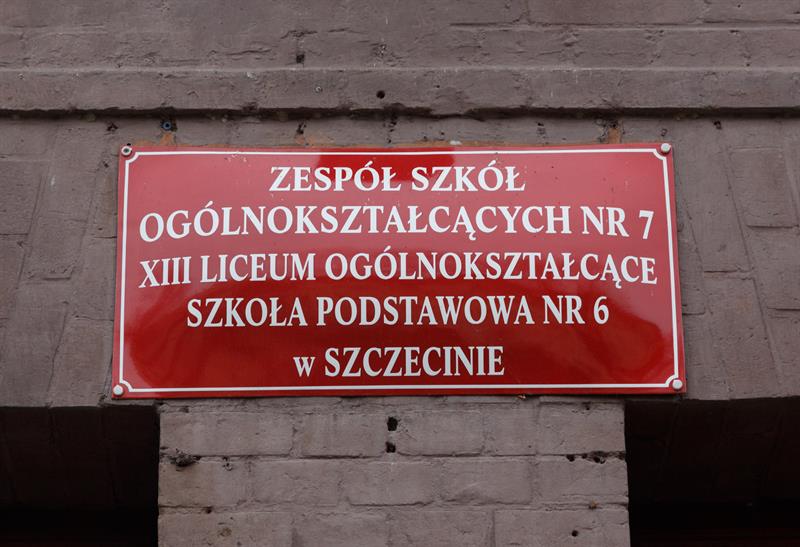 ZESPÓŁ SZKÓŁ
OGÓLNOKSZTAŁCĄCYCH NR 7
XIII LICEUM OGÓLNOKSZTAŁCĄCE
SZKOŁA PODSTAWOWA NR 6
w SZCZECINIE